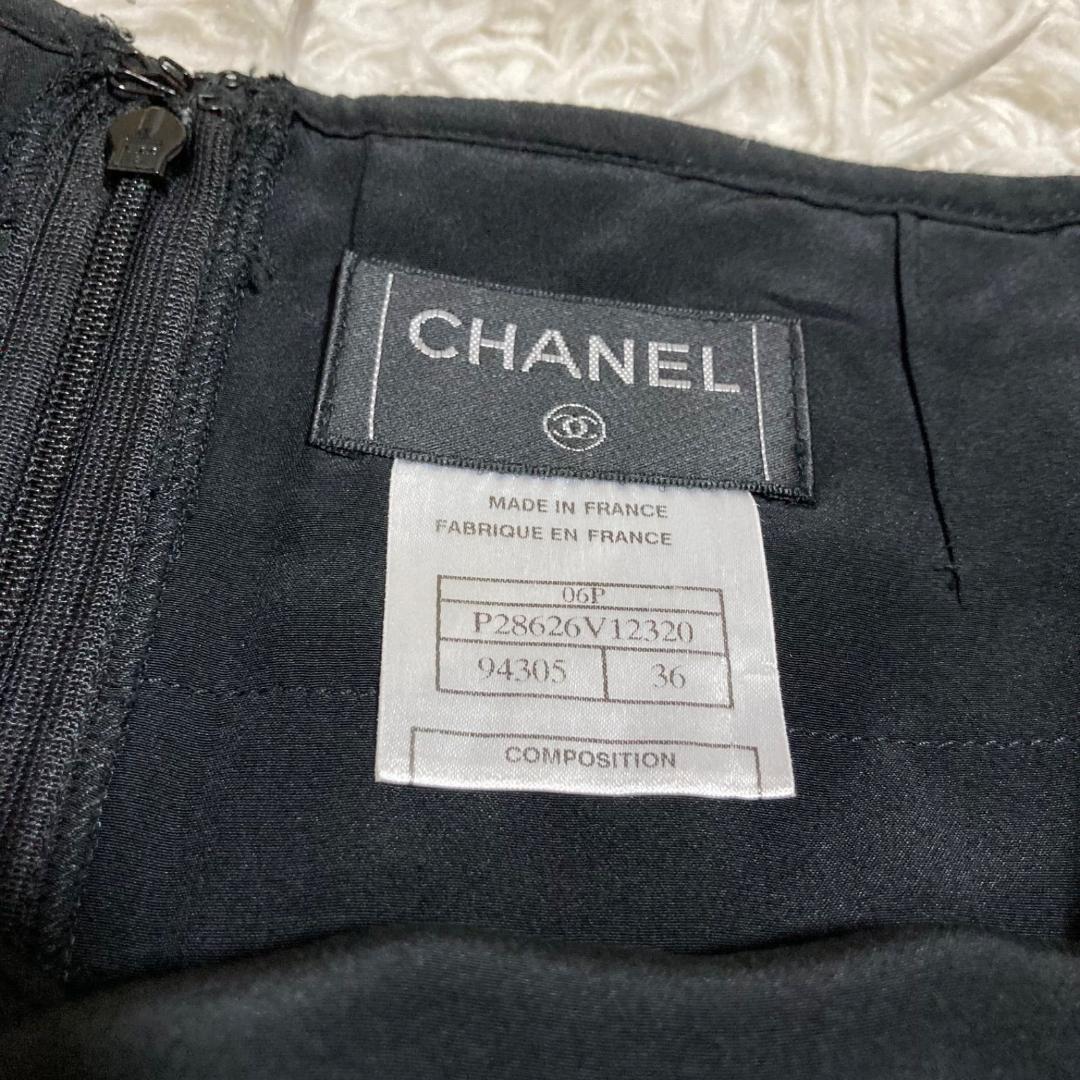 CHANEL
MADE IN FRANCE
FABRIQUE EN FRANCE
06P
P28626V12320
94305 36
COMPOSITION